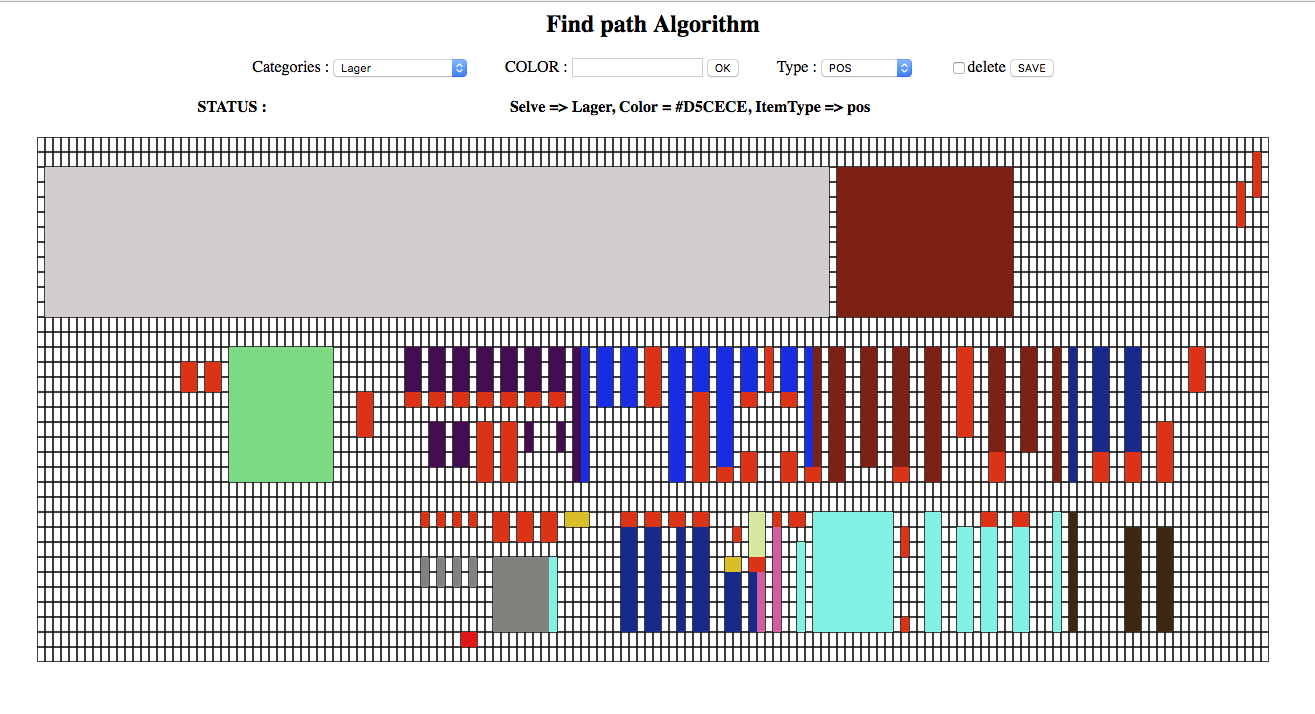 Find path Algorithm
Categories : Lager COLOR : OK Type : POS delete SAVE
STATUS : Selve => Lager, Color = #D5CECE, ItemType => pos